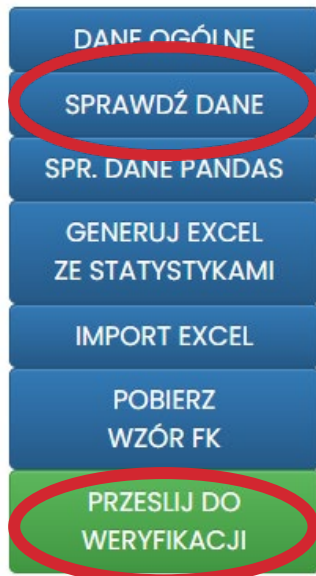 DANE OGÓLNE
SPRAWDŹ DANE
SPR. DANE PANDAS
GENERUJ EXCEL
ZE STATYSTYKAMI
IMPORT EXCEL
POBIERZ
WZÓR FK
PRZESLIJ DO
WERYFIKACJI